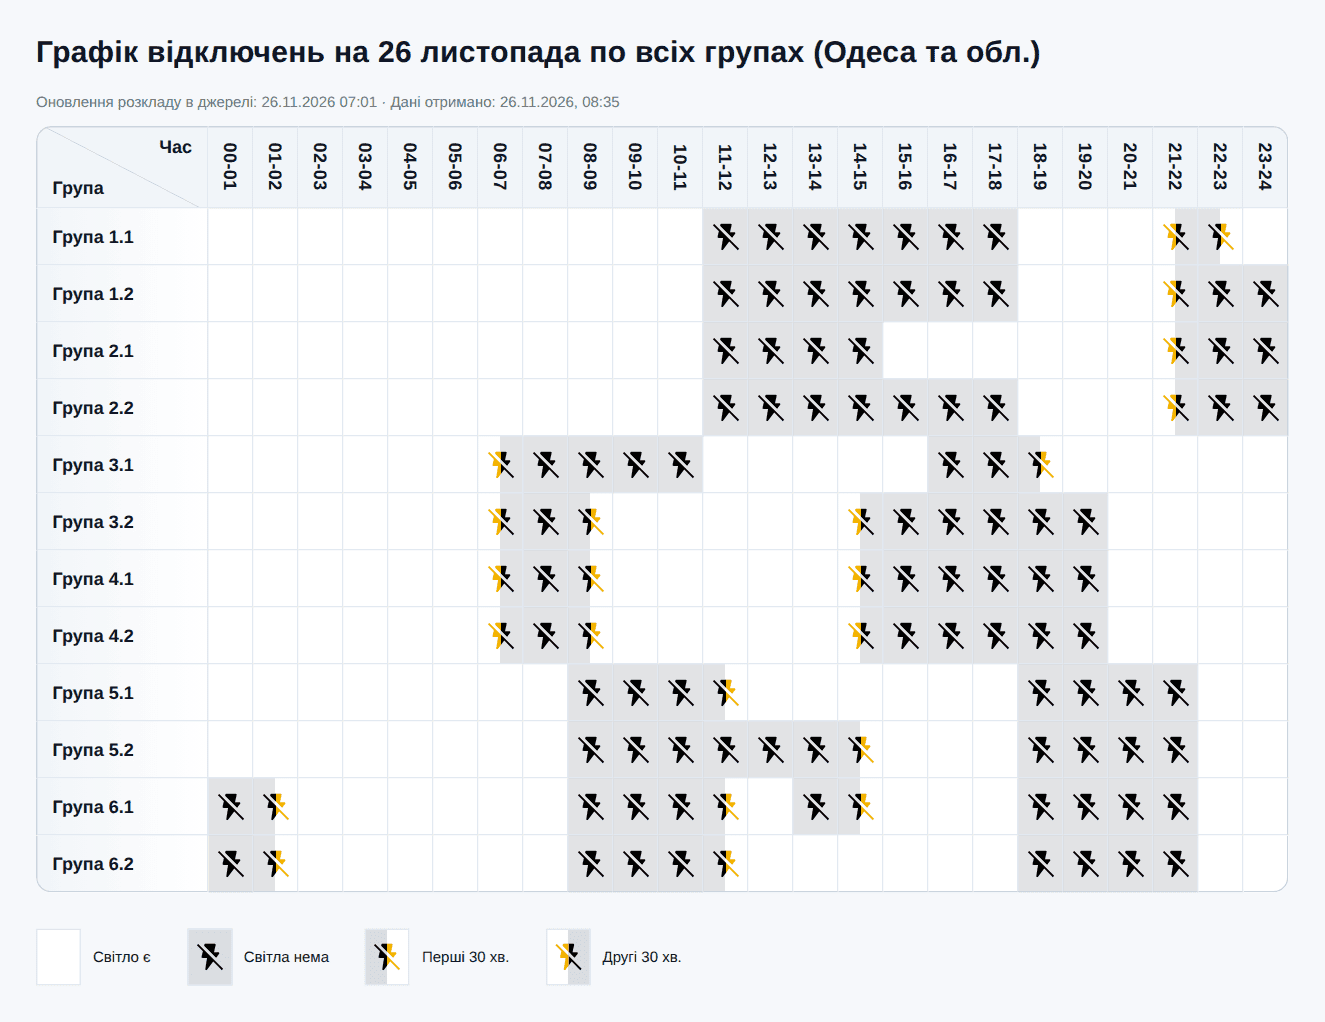 Графік відключень на 26 листопада по всіх групах (Одеса та обл.)
Оновлення розкладу в джерелі: 26.11.2026 07:01 · Дані отримано: 26.11.2026, 08:35
Час
Група
00-01 01-02 02-03 03-04 04-05 05-06 06-07 07-08 08-09 09-10 10-11 11-12 12-13 13-14 14-15 15-16 16-17 17-18 18-19 19-20 20-21 21-22 22-23 23-24
Група 1.1
Група 1.2
Група 2.1
Група 2.2
Група 3.1
Група 3.2
Група 4.1
Група 4.2
Група 5.1
Група 5.2
Група 6.1
Група 6.2
Світло є
Світла нема
Перші 30 хв.
Другі 30 хв.